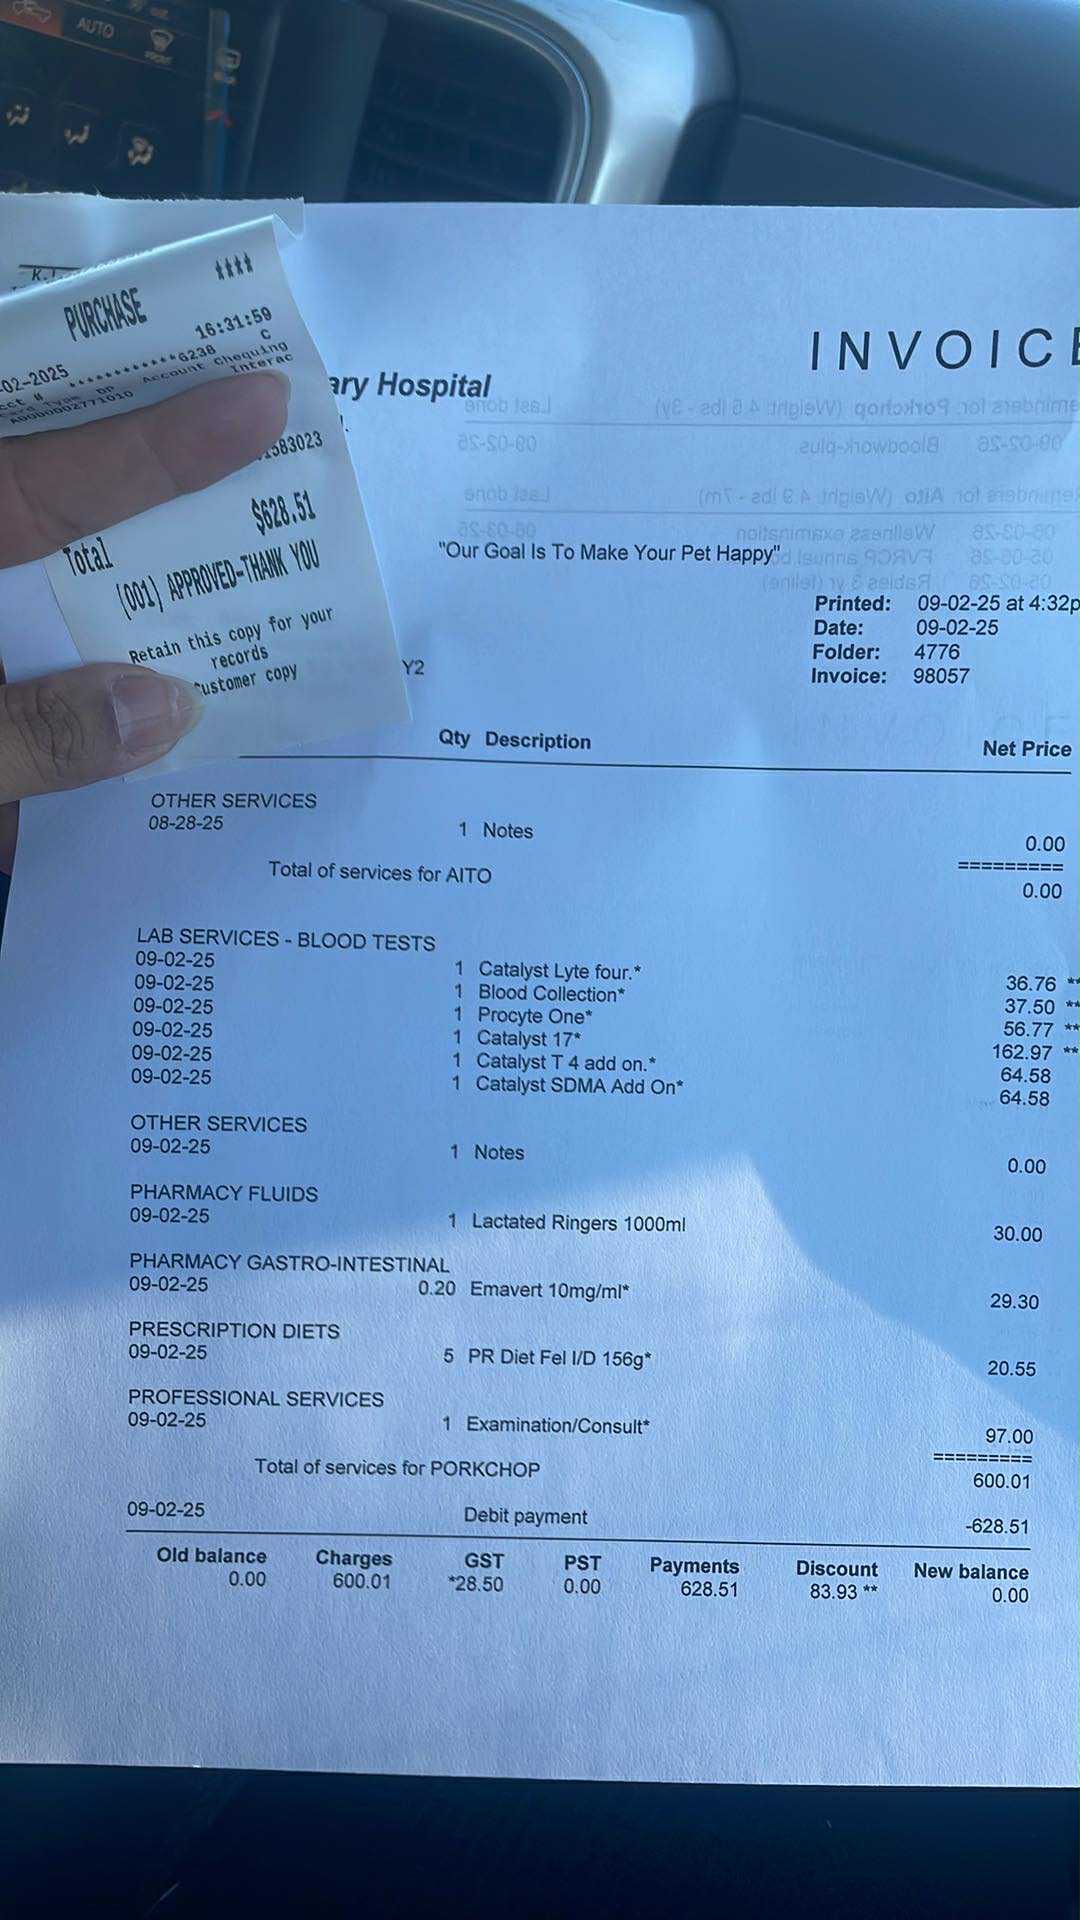 AUTO
****
PURCHASE
-02-2025 16:31:59
cct # ************6238 C
Card Type DP Account Chequing
A0000002771010 Interac
583023
Total $628.51
(001) APPROVED-THANK YOU
Retain this copy for your
records
Customer copy
INVOICE
ary Hospital
"Our Goal Is To Make Your Pet Happy"
Printed: 09-02-25 at 4:32p
Date: 09-02-25
Folder: 4776
Invoice: 98057
Y2
Qty Description Net Price
OTHER SERVICES
08-28-25 1 Notes 0.00
=========
Total of services for AITO 0.00
LAB SERVICES - BLOOD TESTS
09-02-25 1 Catalyst Lyte four.* 36.76 **
09-02-25 1 Blood Collection* 37.50 **
09-02-25 1 Procyte One* 56.77 **
09-02-25 1 Catalyst 17* 162.97 **
09-02-25 1 Catalyst T 4 add on.* 64.58
09-02-25 1 Catalyst SDMA Add On* 64.58
OTHER SERVICES
09-02-25 1 Notes 0.00
PHARMACY FLUIDS
09-02-25 1 Lactated Ringers 1000ml 30.00
PHARMACY GASTRO-INTESTINAL
09-02-25 0.20 Emavert 10mg/ml* 29.30
PRESCRIPTION DIETS
09-02-25 5 PR Diet Fel I/D 156g* 20.55
PROFESSIONAL SERVICES
09-02-25 1 Examination/Consult* 97.00
=========
Total of services for PORKCHOP 600.01
09-02-25 Debit payment -628.51
Old balance Charges GST PST Payments Discount New balance
0.00 600.01 *28.50 0.00 628.51 83.93 ** 0.00